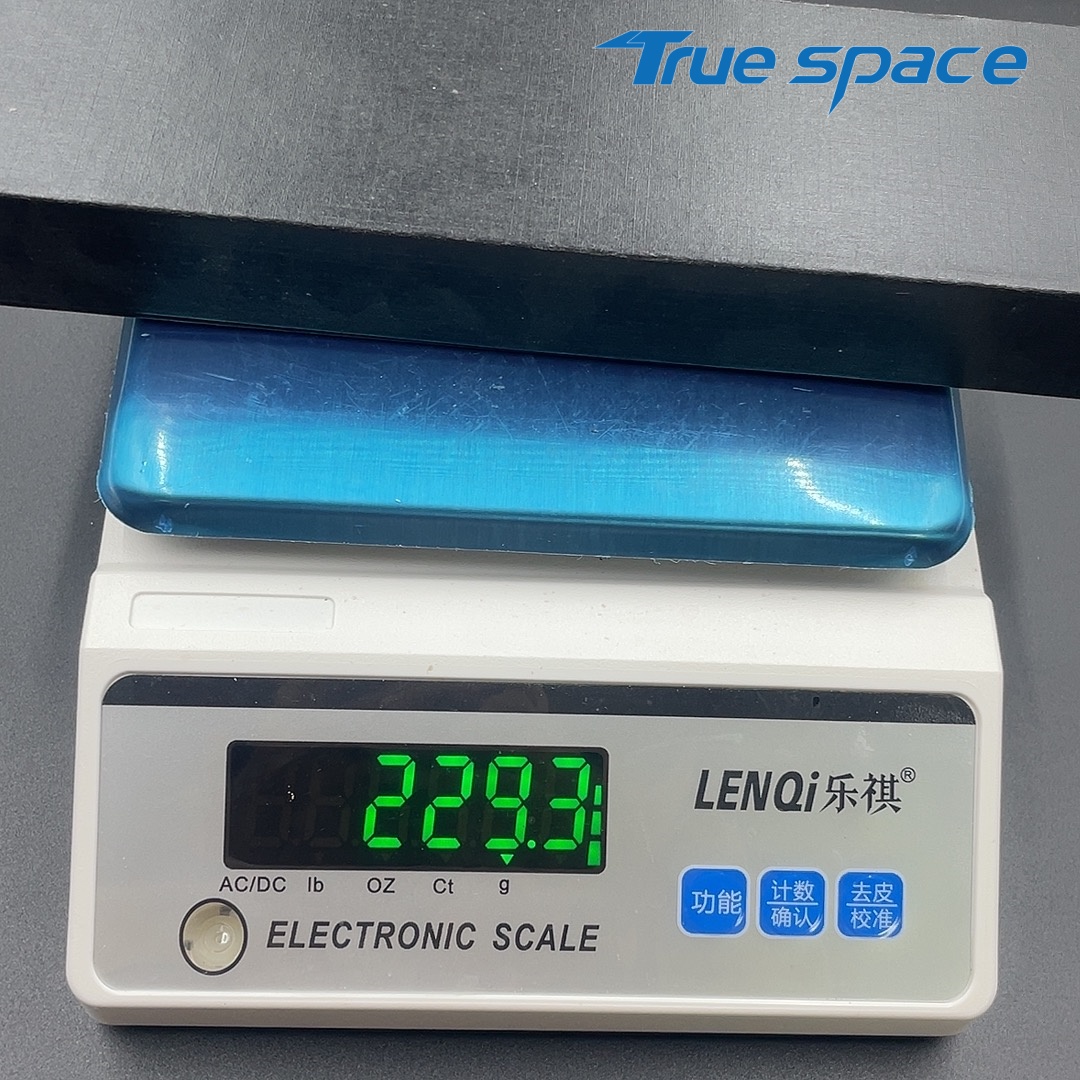 True space
229.3
LENQi乐祺®
AC/DC lb OZ Ct g
功能 计数 去皮
确认 校准
ELECTRONIC SCALE